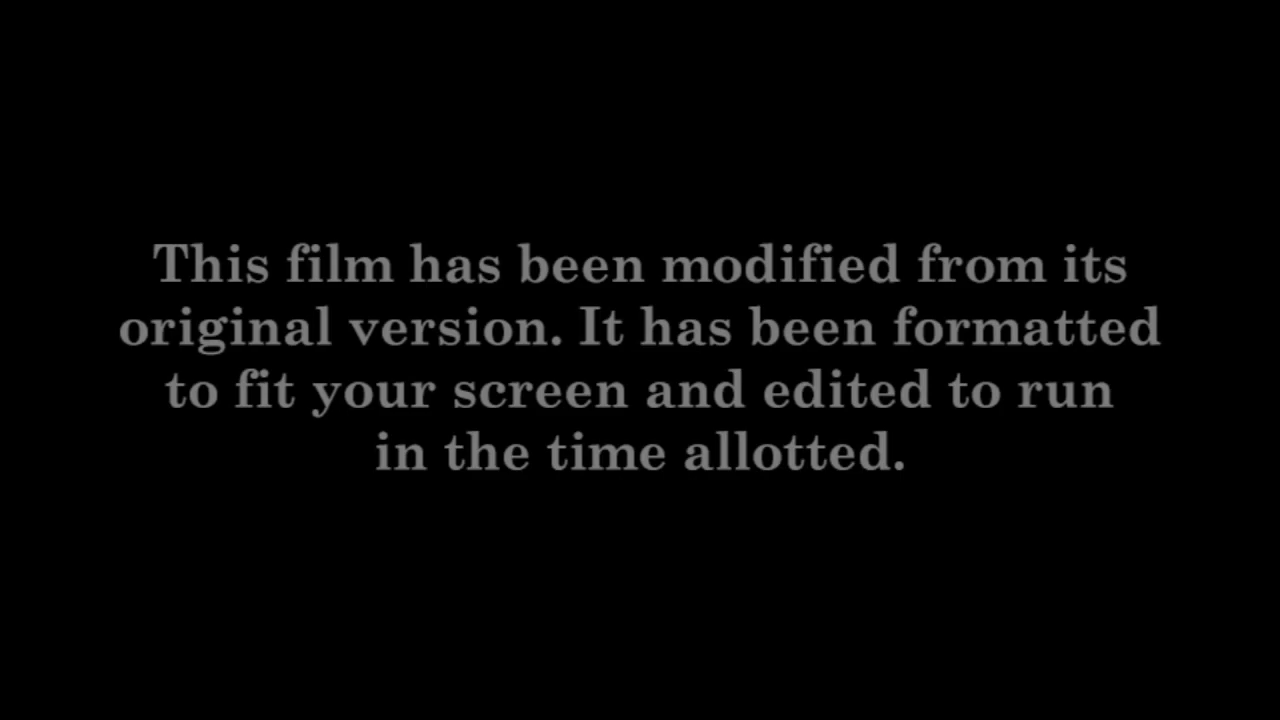 This film has been modified from its
original version. It has been formatted
to fit your screen and edited to run
in the time allotted.